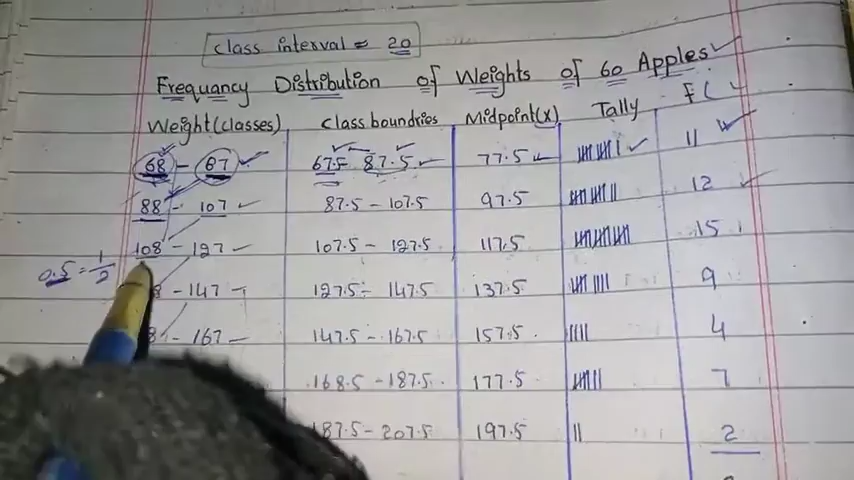 class interval = 20
Frequancy Distribution of Weights of 60 Apples
Weight(classes) Class boundries Midpoint(x) Tally F(
68 - 67 67.5 87.5 77.5 11
88 - 107 87.5 - 107.5 97.5 12
108 - 127 107.5 - 127.5 117.5 15
0.5 = 1/2
8 - 147 127.5 - 147.5 137.5 9
8 - 167 147.5 - 167.5 157.5 4
168.5 - 187.5 177.5 7
187.5 - 207.5 197.5 2